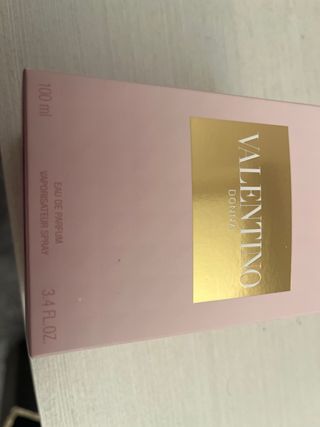 VALENTINO
DONNA
EAU DE PARFUM
VAPORISATEUR SPRAY
100 ml
3.4 FL.OZ.